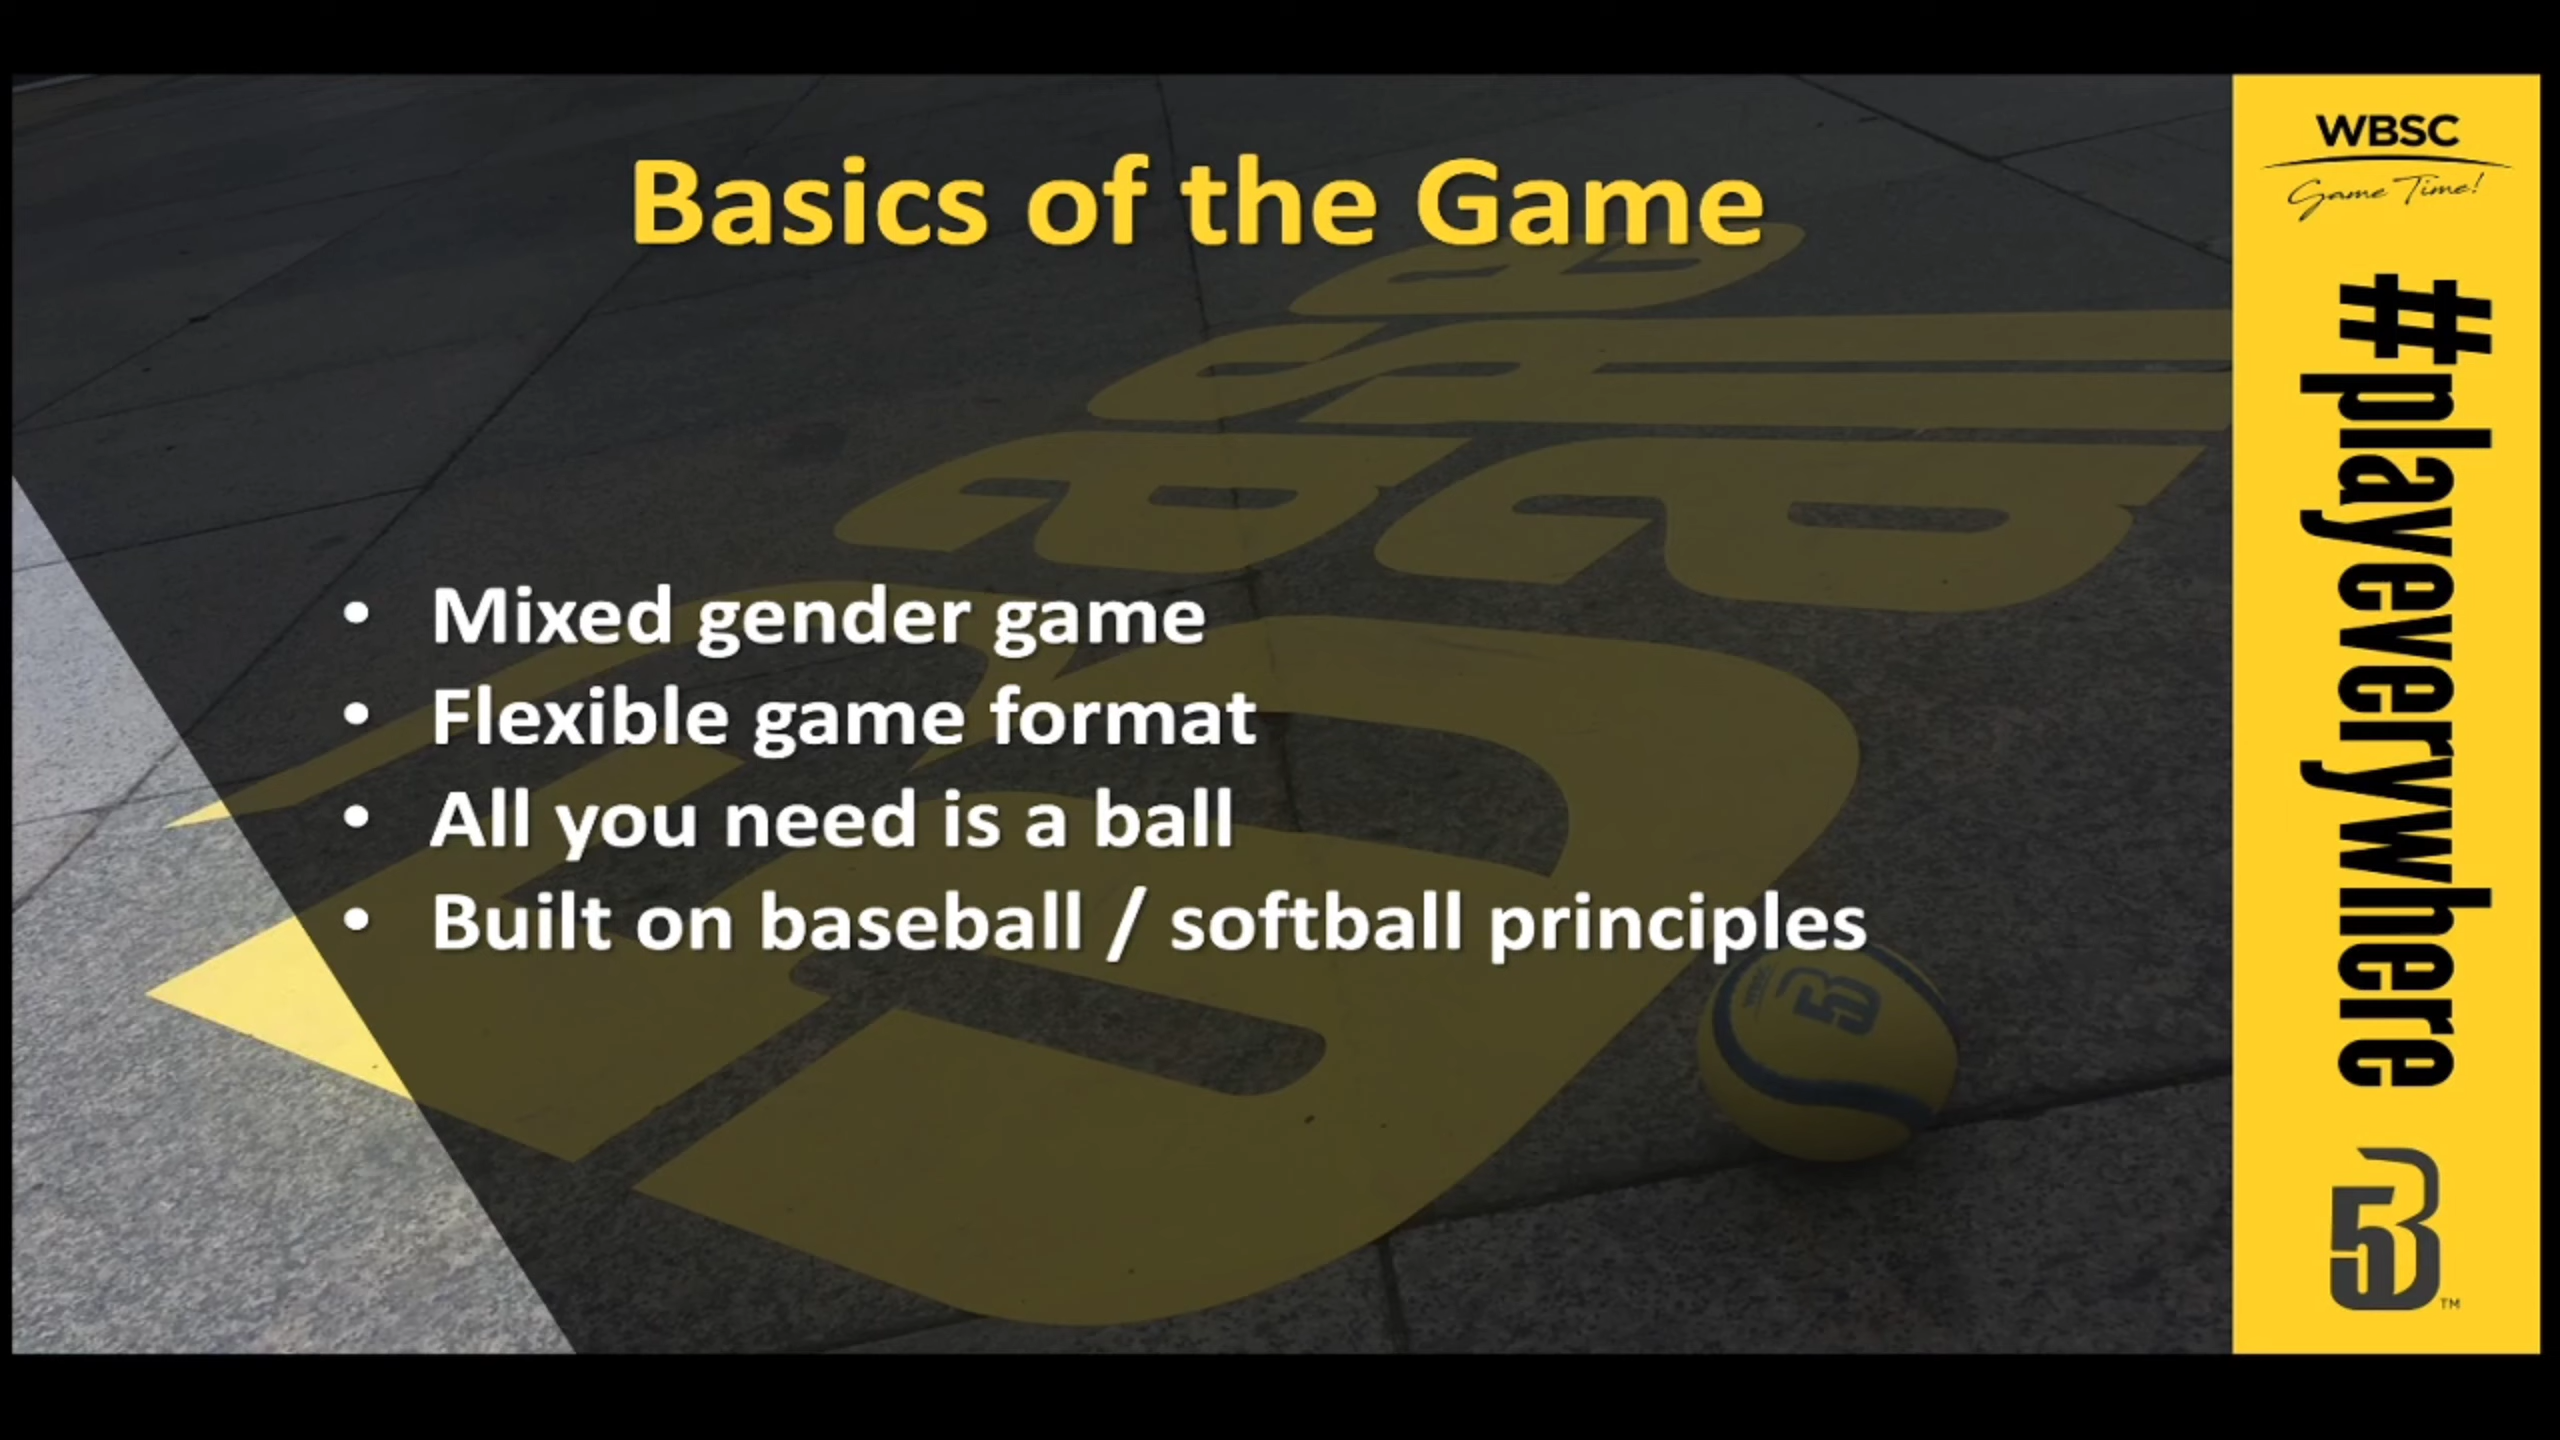 Basics of the Game
• Mixed gender game
• Flexible game format
• All you need is a ball
• Built on baseball / softball principles
WBSC
Game Time!
#playeverywhere
B5
TM